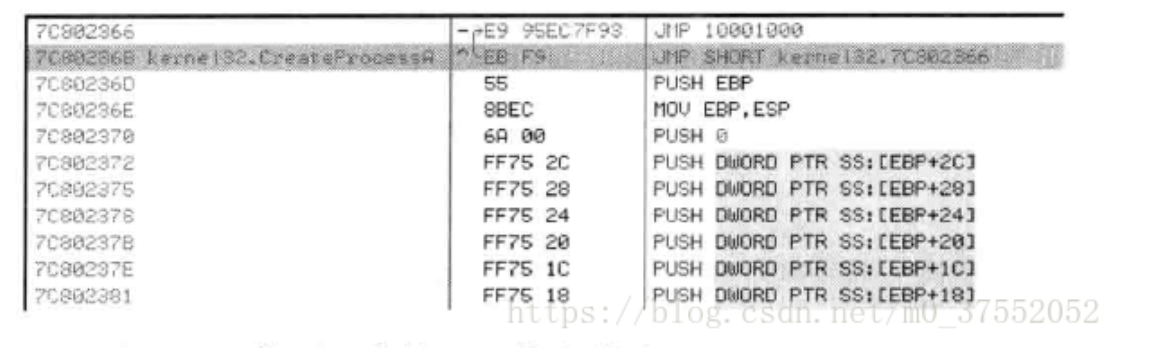 7C802366 E9 95EC7F93 JMP 10001000
7C80236B kernel32.CreateProcessA EB F9 JMP SHORT kernel32.7C802366
7C80236D 55 PUSH EBP
7C80236E 8BEC MOV EBP,ESP
7C802370 6A 00 PUSH 0
7C802372 FF75 2C PUSH DWORD PTR SS:[EBP+2C]
7C802375 FF75 28 PUSH DWORD PTR SS:[EBP+28]
7C802378 FF75 24 PUSH DWORD PTR SS:[EBP+24]
7C80237B FF75 20 PUSH DWORD PTR SS:[EBP+20]
7C80237E FF75 1C PUSH DWORD PTR SS:[EBP+1C]
7C802381 FF75 18 PUSH DWORD PTR SS:[EBP+18]
https://blog.csdn.net/m0_37552052